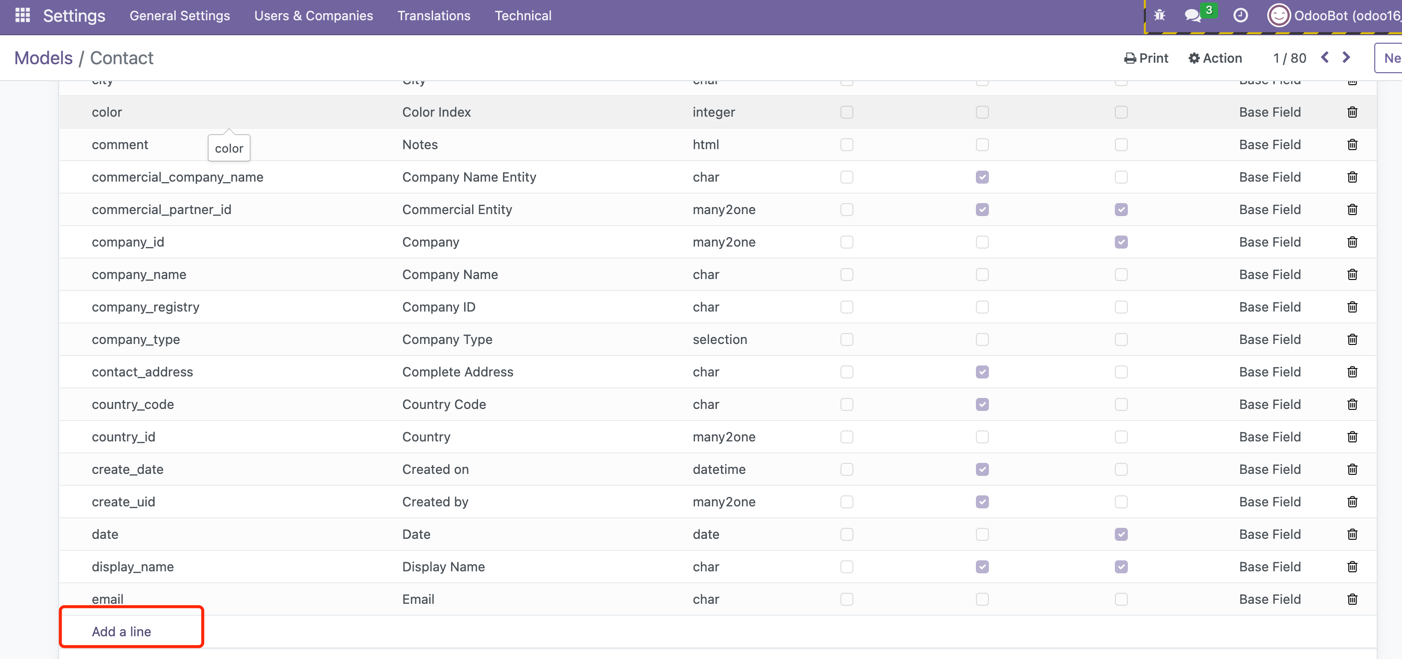 Settings General Settings Users & Companies Translations Technical 3 OdooBot (odoo16_
Models / Contact Print Action 1 / 80 Ne
city City char Base Field
color Color Index integer Base Field
comment Notes html Base Field
color
commercial_company_name Company Name Entity char Base Field
commercial_partner_id Commercial Entity many2one Base Field
company_id Company many2one Base Field
company_name Company Name char Base Field
company_registry Company ID char Base Field
company_type Company Type selection Base Field
contact_address Complete Address char Base Field
country_code Country Code char Base Field
country_id Country many2one Base Field
create_date Created on datetime Base Field
create_uid Created by many2one Base Field
date Date date Base Field
display_name Display Name char Base Field
email Email char Base Field
Add a line